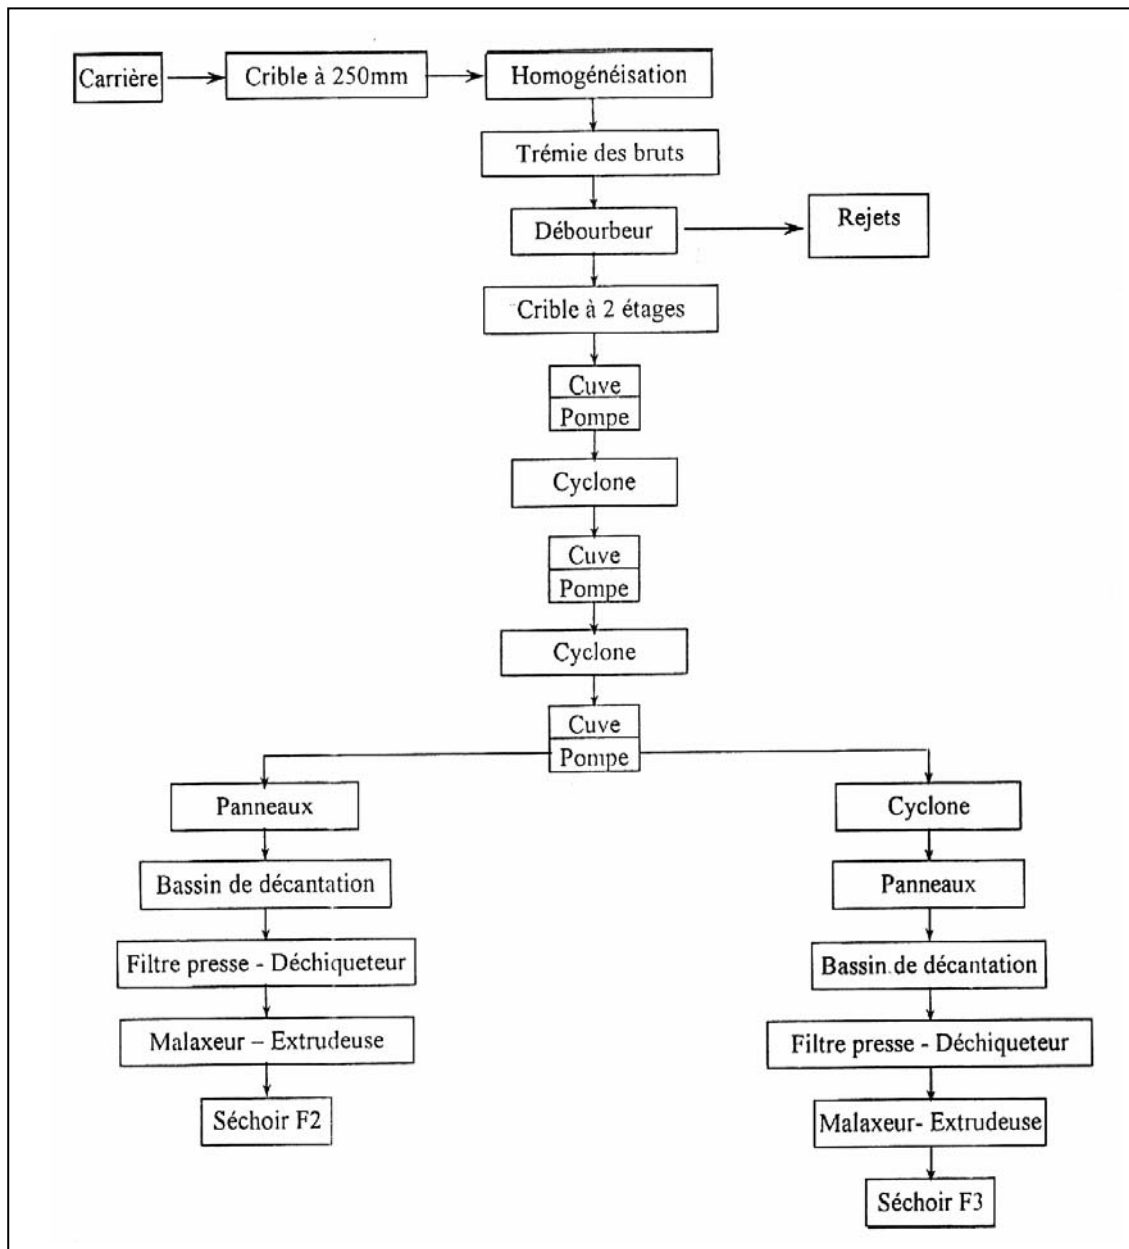 Carrière
Crible à 250mm
Homogénéisation
Trémie des bruts
Débourbeur
Rejets
Crible à 2 étages
Cuve
Pompe
Cyclone
Cuve
Pompe
Cyclone
Cuve
Pompe
Panneaux
Bassin de décantation
Filtre presse - Déchiqueteur
Malaxeur – Extrudeuse
Séchoir F2
Cyclone
Panneaux
Bassin de décantation
Filtre presse - Déchiqueteur
Malaxeur- Extrudeuse
Séchoir F3